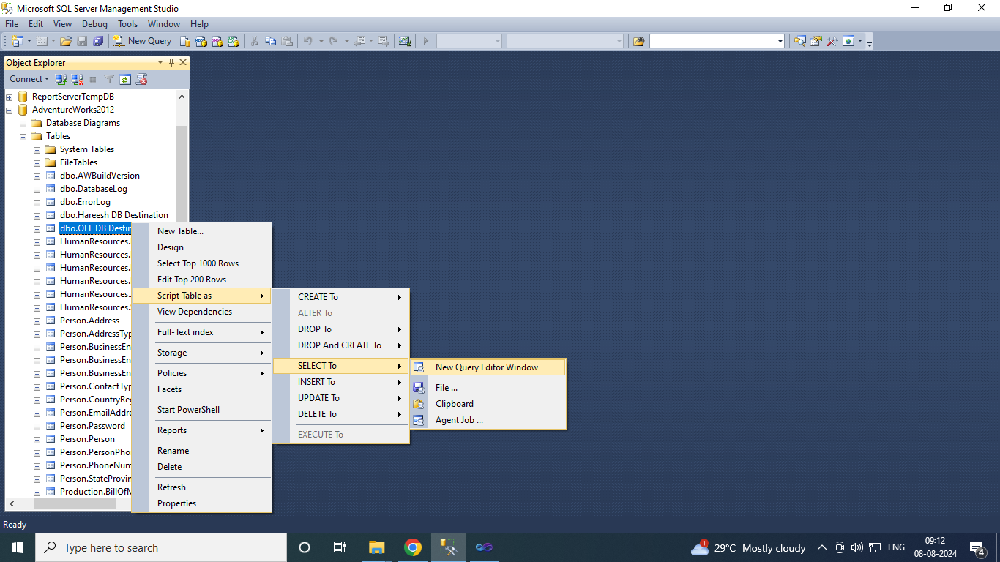 Microsoft SQL Server Management Studio
File Edit View Debug Tools Window Help
New Query
Object Explorer
Connect
ReportServerTempDB
AdventureWorks2012
Database Diagrams
Tables
System Tables
FileTables
dbo.AWBuildVersion
dbo.DatabaseLog
dbo.ErrorLog
dbo.Hareesh DB Destination
dbo.OLE DB Destin
HumanResources.
HumanResources.
HumanResources.
HumanResources.
HumanResources.
HumanResources.
Person.Address
Person.AddressTyp
Person.BusinessEn
Person.BusinessEn
Person.BusinessEn
Person.ContactTyp
Person.CountryReg
Person.EmailAddre
Person.Password
Person.Person
Person.PersonPho
Person.PhoneNum
Person.StateProvin
Production.BillOfM
New Table...
Design
Select Top 1000 Rows
Edit Top 200 Rows
Script Table as
View Dependencies
Full-Text index
Storage
Policies
Facets
Start PowerShell
Reports
Rename
Delete
Refresh
Properties
CREATE To
ALTER To
DROP To
DROP And CREATE To
SELECT To
INSERT To
UPDATE To
DELETE To
EXECUTE To
New Query Editor Window
File ...
Clipboard
Agent Job ...
Ready
Type here to search
1
29°C Mostly cloudy
ENG
09:12
08-08-2024
4